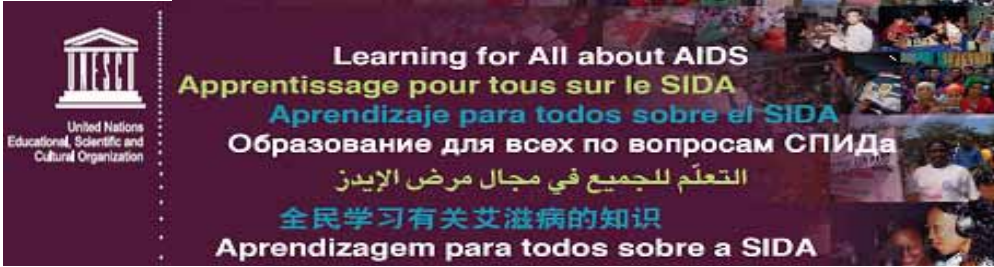 UNESCO
United Nations
Educational, Scientific and
Cultural Organization
Learning for All about AIDS
Apprentissage pour tous sur le SIDA
Aprendizaje para todos sobre el SIDA
Образование для всех по вопросам СПИДа
التعلّم للجميع في مجال مرض الإيدز
全民学习有关艾滋病的知识
Aprendizagem para todos sobre a SIDA